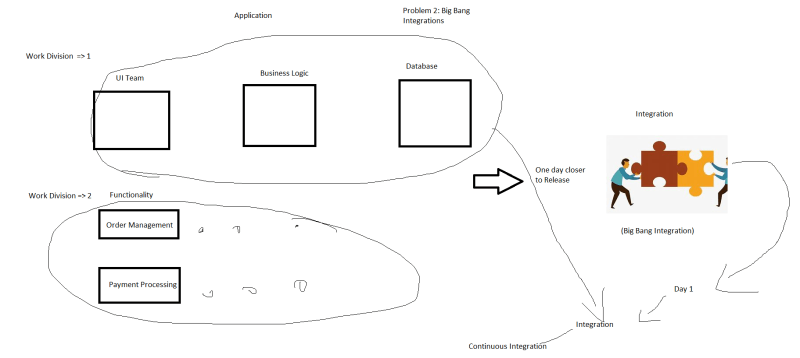 Application
Problem 2: Big Bang
Integrations
Work Division => 1
UI Team
Business Logic
Database
Integration
One day closer
to Release
Work Division => 2
Functionality
Order Management
(Big Bang Integration)
Payment Processing
Day 1
Integration
Continuous Integration